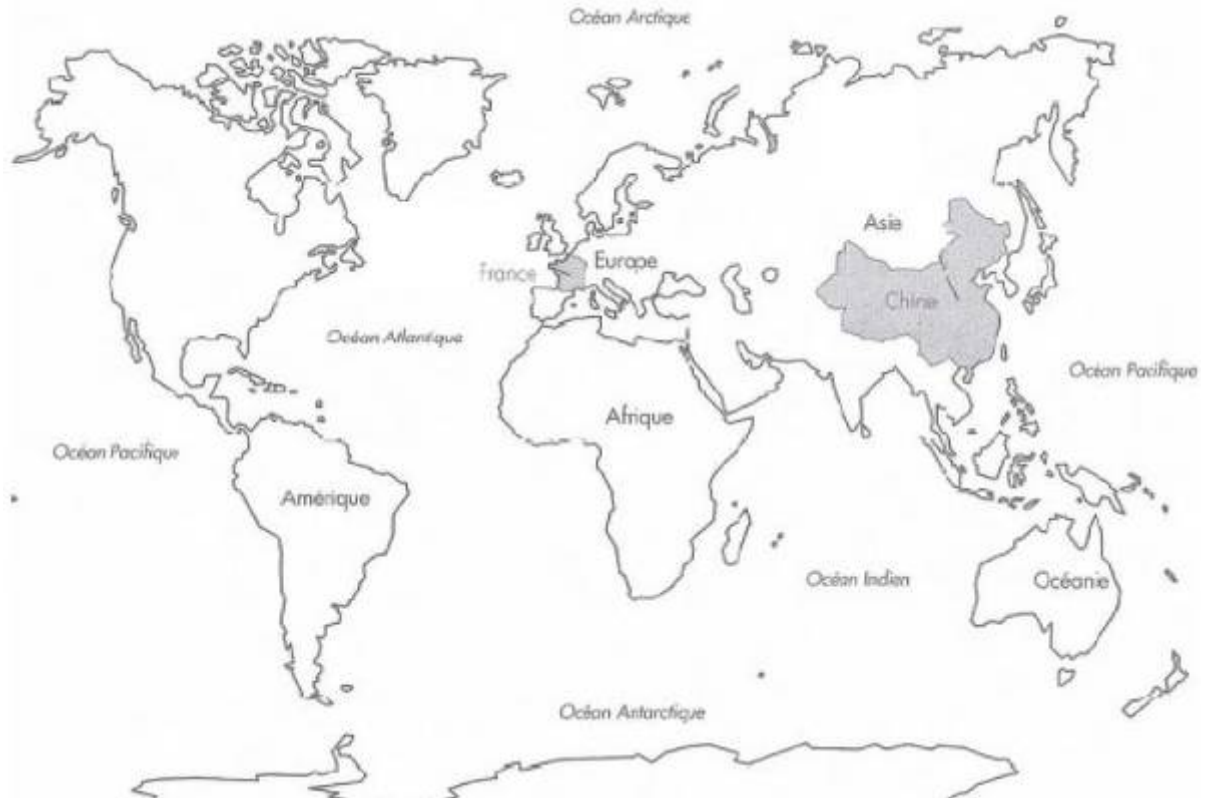 Océan Arctique
Asie
France
Europe
Chine
Océan Atlantique
Océan Pacifique
Afrique
Océan Pacifique
Amérique
Océan Indien
Océanie
Océan Antarctique